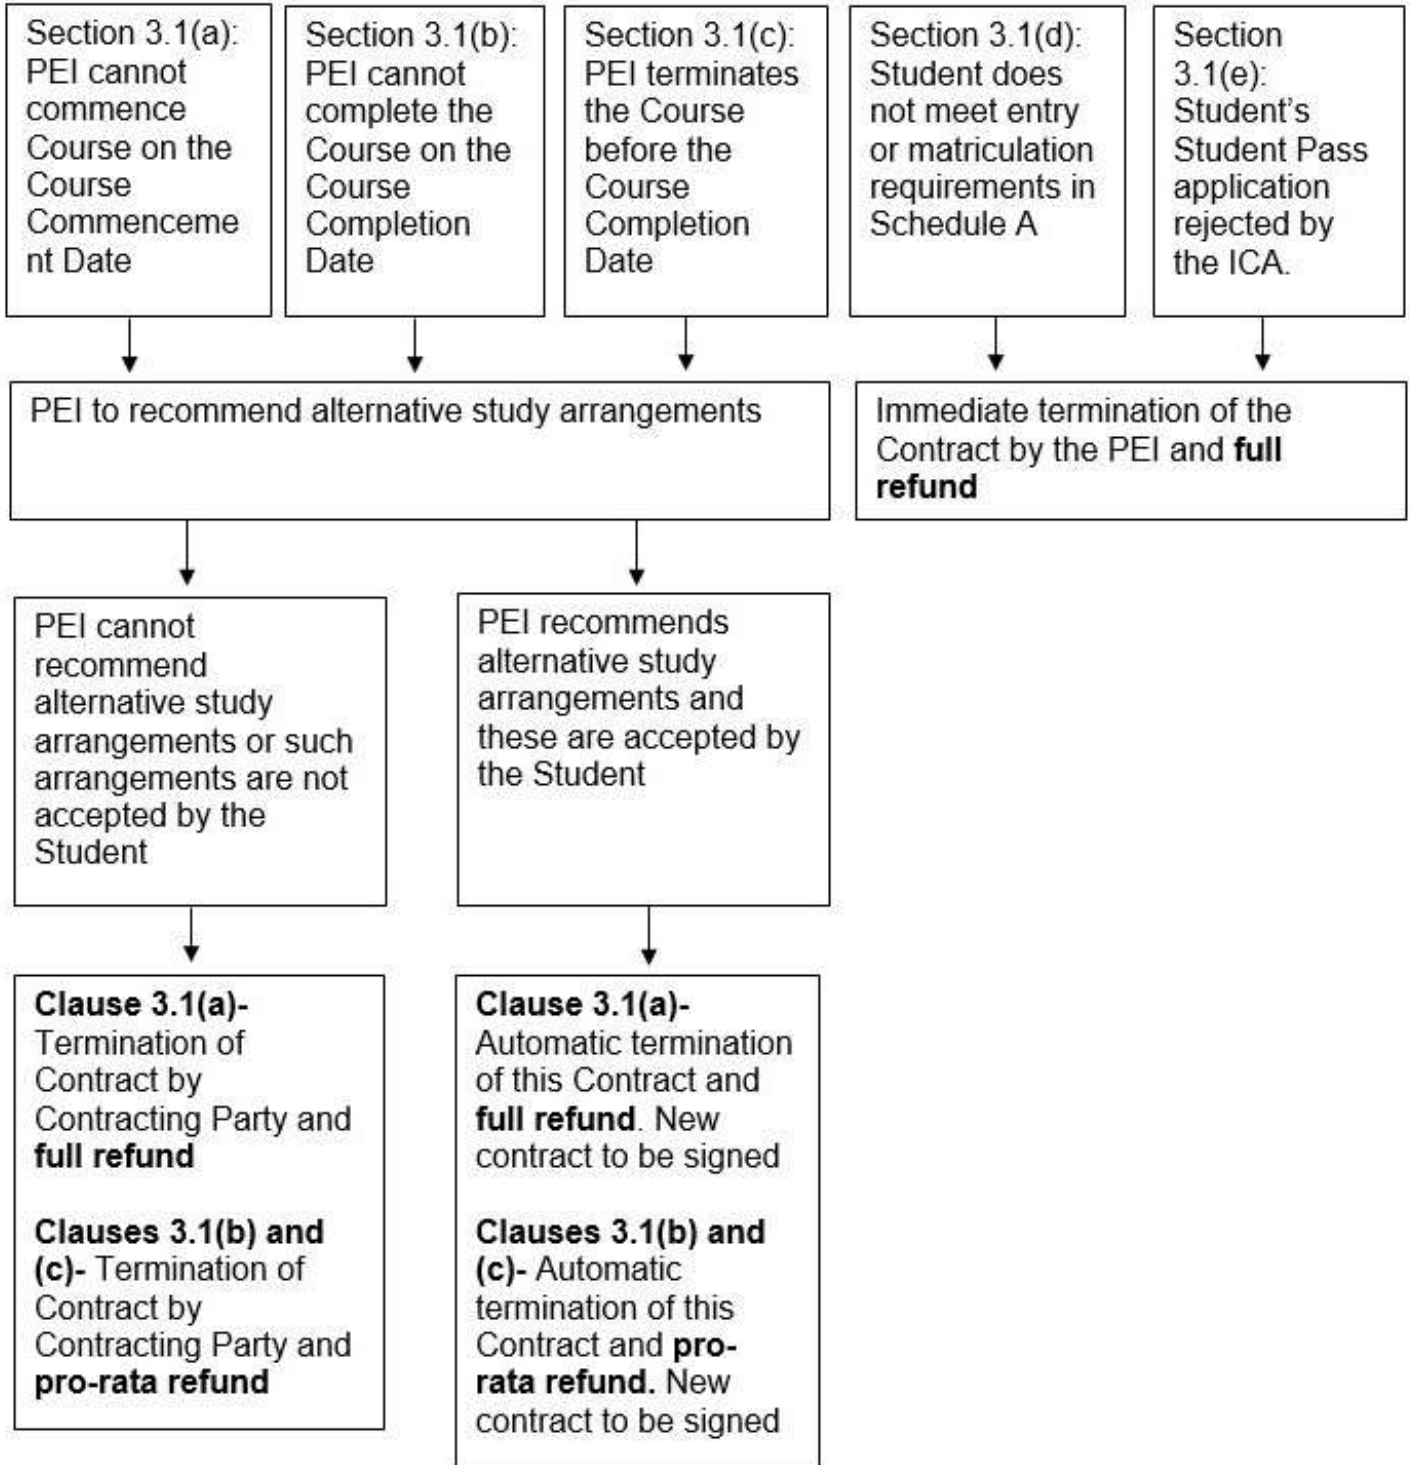 Section 3.1(a):
PEI cannot
commence
Course on the
Course
Commenceme
nt Date
Section 3.1(b):
PEI cannot
complete the
Course on the
Course
Completion
Date
Section 3.1(c):
PEI terminates
the Course
before the
Course
Completion
Date
Section 3.1(d):
Student does
not meet entry
or matriculation
requirements in
Schedule A
Section
3.1(e):
Student’s
Student Pass
application
rejected by
the ICA.
PEI to recommend alternative study arrangements
Immediate termination of the
Contract by the PEI and full
refund
PEI cannot
recommend
alternative study
arrangements or such
arrangements are not
accepted by the
Student
PEI recommends
alternative study
arrangements and
these are accepted by
the Student
Clause 3.1(a)-
Termination of
Contract by
Contracting Party and
full refund
Clauses 3.1(b) and
(c)- Termination of
Contract by
Contracting Party and
pro-rata refund
Clause 3.1(a)-
Automatic termination
of this Contract and
full refund. New
contract to be signed
Clauses 3.1(b) and
(c)- Automatic
termination of this
Contract and pro-
rata refund. New
contract to be signed